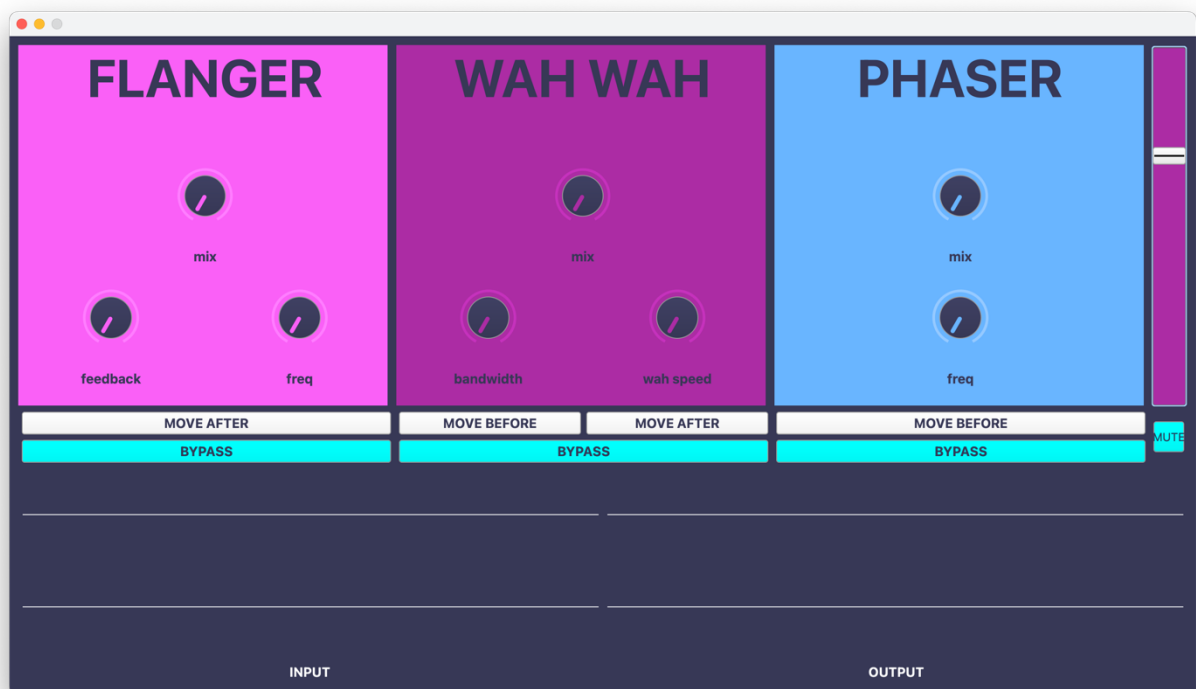 FLANGER
mix
feedback freq
MOVE AFTER
BYPASS
WAH WAH
mix
bandwidth wah speed
MOVE BEFORE MOVE AFTER
BYPASS
PHASER
mix
freq
MOVE BEFORE
BYPASS
MUTE
INPUT
OUTPUT